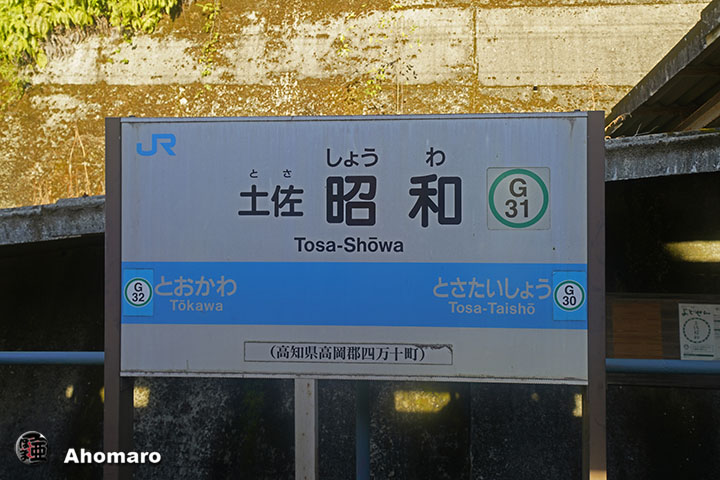 JR
とさ しょうわ
土佐 昭和
G
31
Tosa-Shōwa
G
32
とおかわ
Tōkawa
とさたいしょう
Tosa-Taishō
G
30
(高知県高岡郡四万十町)
Ahomaro